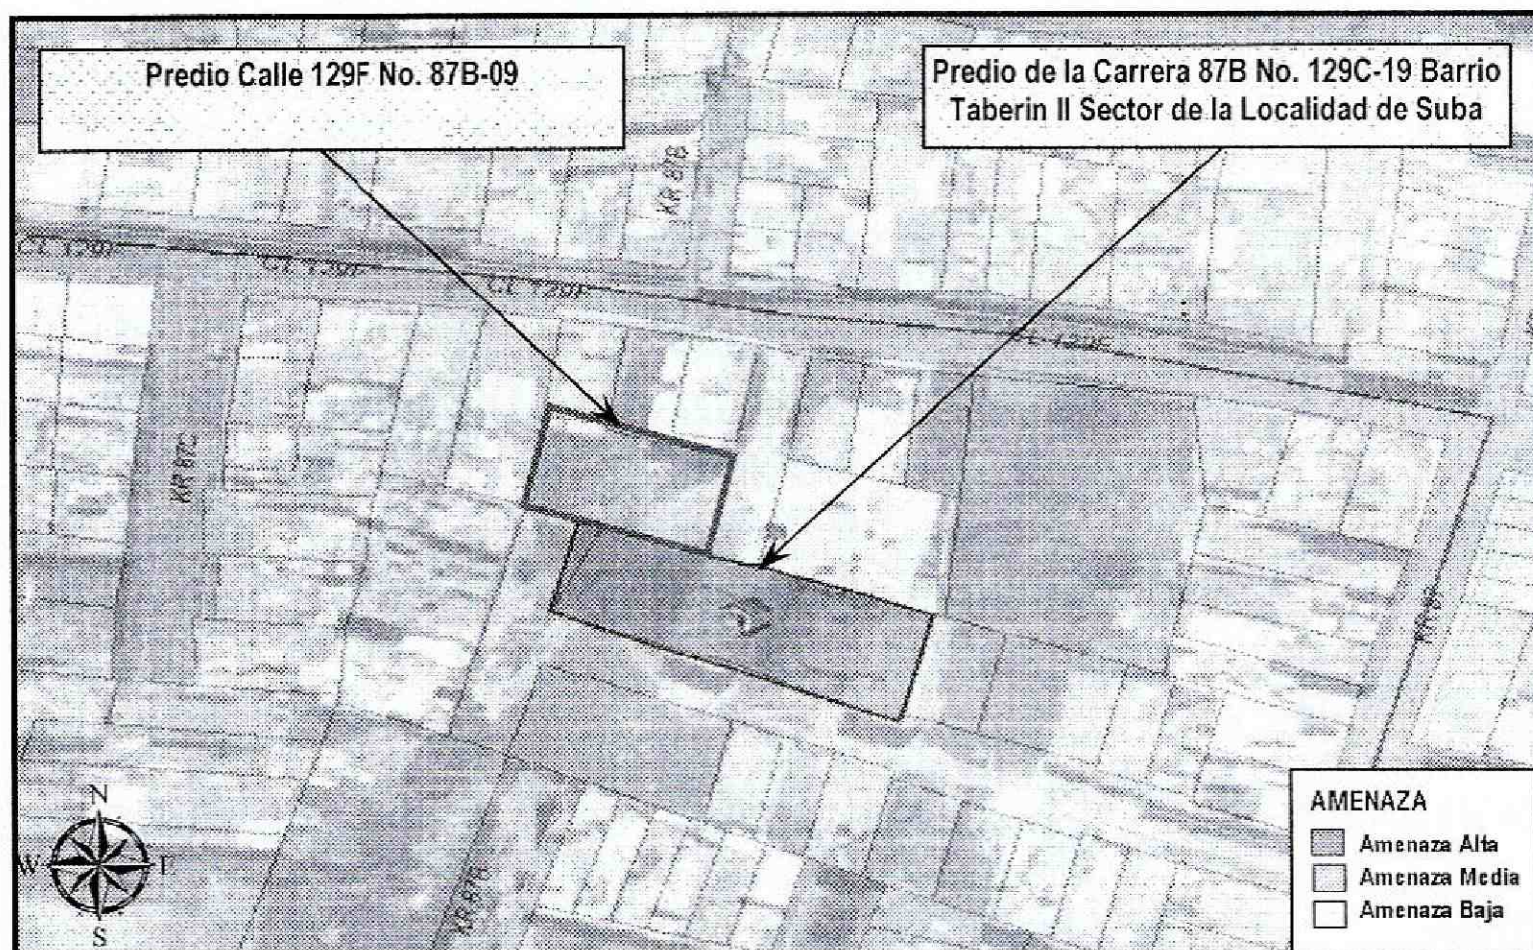 Predio Calle 129F No. 87B-09
Predio de la Carrera 87B No. 129C-19 Barrio
Taberin II Sector de la Localidad de Suba
KR 87B
CL 129F
CL 129F
CL 129F
KR 87C
KR 87B
N
W
E
S
AMENAZA
Amenaza Alta
Amenaza Media
Amenaza Baja